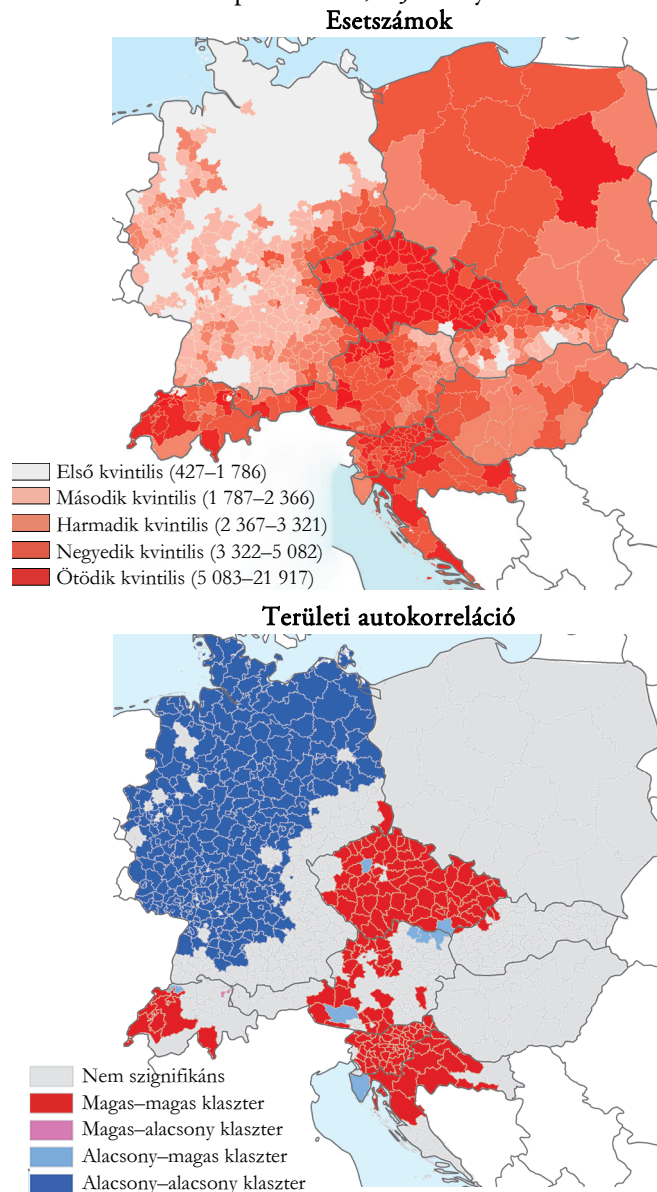 Esetszámok
Első kvintilis (427–1 786)
Második kvintilis (1 787–2 366)
Harmadik kvintilis (2 367–3 321)
Negyedik kvintilis (3 322–5 082)
Ötödik kvintilis (5 083–21 917)
Területi autokorreláció
Nem szignifikáns
Magas–magas klaszter
Magas–alacsony klaszter
Alacsony–magas klaszter
Alacsony–alacsony klaszter